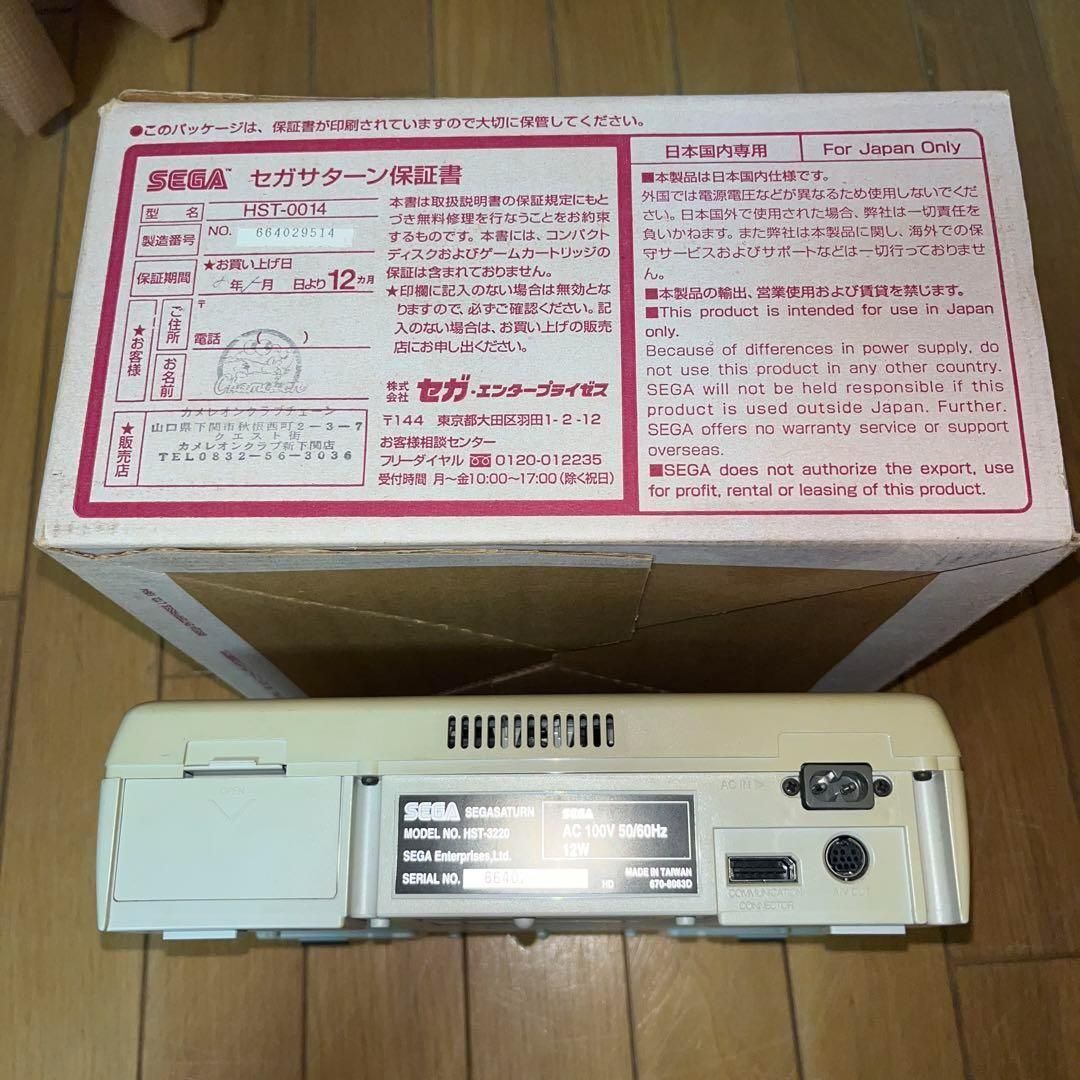 ●このパッケージは、保証書が印刷されていますので大切に保管してください。
SEGA™ セガサターン保証書
型 名 HST-0014
製造番号 NO. 664029514
保証期間 ★お買い上げ日
年 月 日より12ヵ月
★お客様
ご住所 〒
電話 ( )
お名前
★販売店
カメレオンクラブチェーン
山口県下関市秋根西町2-3-7
クエスト街
カメレオンクラブ新下関店
TEL0832-56-3036
本書は取扱説明書の保証規定にもと
づき無料修理を行なうことをお約束
するものです。本書には、コンパクト
ディスクおよびゲームカートリッジの
保証は含まれておりません。
★印欄に記入のない場合は無効とな
りますので、必ずご確認ください。記
入のない場合は、お買い上げの販売
店にお申し出ください。
株式会社 セガ・エンタープライゼス
〒144 東京都大田区羽田1-2-12
お客様相談センター
フリーダイヤル 0120-012235
受付時間 月〜金10:00〜17:00(除く祝日)
日本国内専用 For Japan Only
■本製品は日本国内仕様です。
外国では電源電圧などが異なるため使用しないでくだ
さい。日本国外で使用された場合、弊社は一切責任を
負いかねます。また弊社は本製品に関し、海外での保
守サービスおよびサポートなどは一切行っておりませ
ん。
■本製品の輸出、営業使用および賃貸を禁じます。
■This product is intended for use in Japan
only.
Because of differences in power supply, do
not use this product in any other country.
SEGA will not be held responsible if this
product is used outside Japan. Further.
SEGA offers no warranty service or support
overseas.
■SEGA does not authorize the export, use
for profit, rental or leasing of this product.
OPEN
SEGA SEGASATURN
MODEL NO. HST-3220
SEGA Enterprises,Ltd.
SERIAL NO. 66402
SEGA
AC 100V 50/60Hz
12W
HD
MADE IN TAIWAN
670-8083D
AC IN
COMMUNICATION
CONNECTOR
A/V OUT